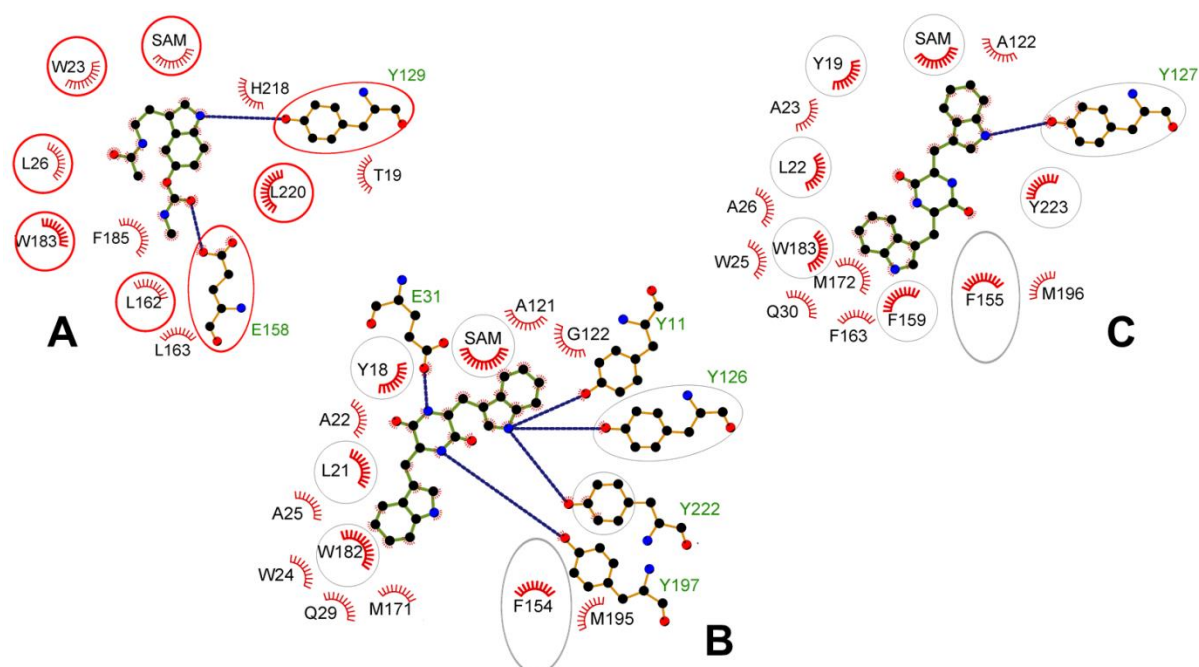 SAM
W23
H218
Y129
L26
L220
T19
W183
F185
L162
L163
E158
A
E31
SAM
A121
G122
Y11
Y18
Y126
A22
L21
A25
Y222
W182
W24
Q29
M171
F154
Y197
M195
B
SAM
A122
Y19
Y127
A23
L22
A26
Y223
W25
W183
M172
F155
M196
Q30
F163
F159
C